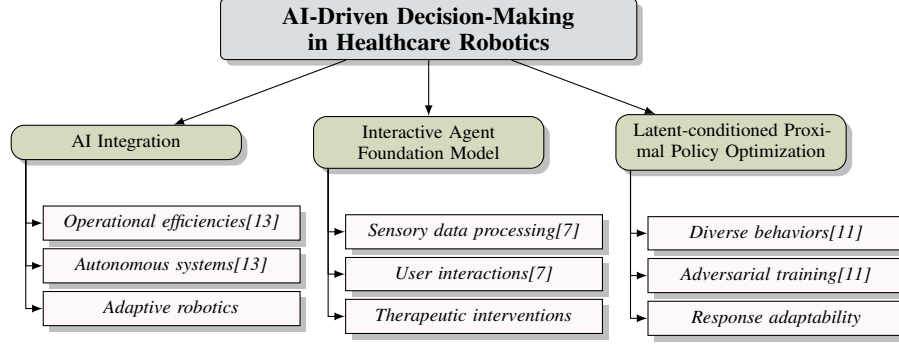 AI-Driven Decision-Making
in Healthcare Robotics
AI Integration
Operational efficiencies[13]
Autonomous systems[13]
Adaptive robotics
Interactive Agent
Foundation Model
Sensory data processing[7]
User interactions[7]
Therapeutic interventions
Latent-conditioned Proxi-
mal Policy Optimization
Diverse behaviors[11]
Adversarial training[11]
Response adaptability